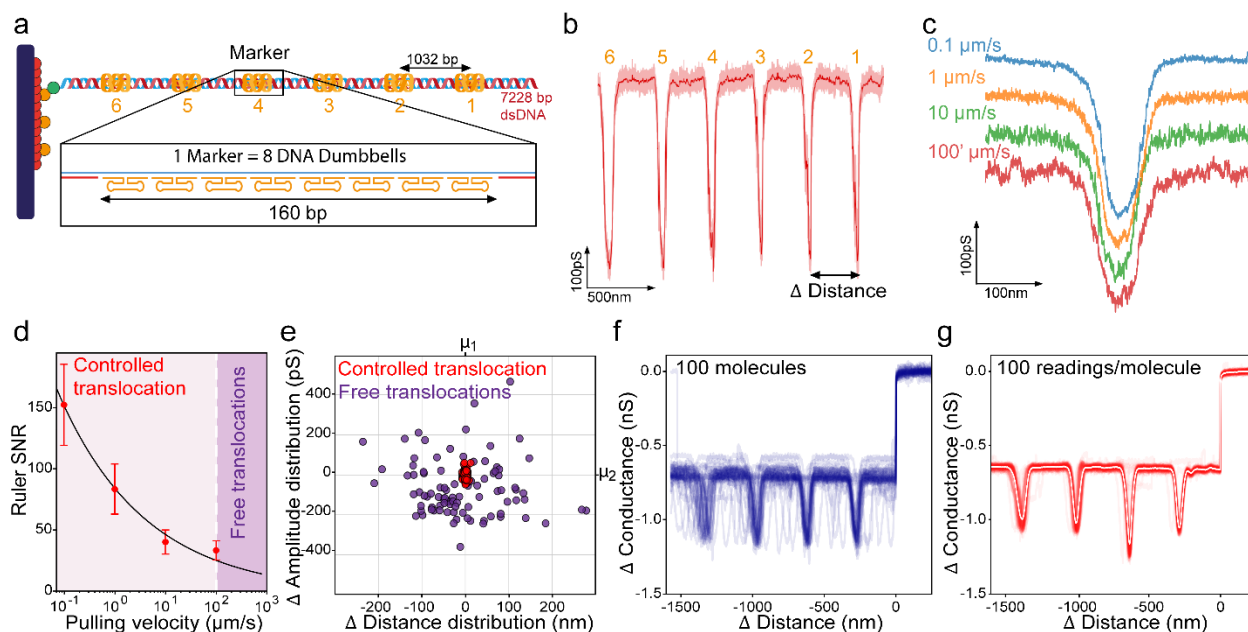 a
Marker
1032 bp
6 5 4 3 2 1
7228 bp
dsDNA
1 Marker = 8 DNA Dumbbells
160 bp
b
6 5 4 3 2 1
100pS
500nm
Δ Distance
c
0.1 µm/s
1 µm/s
10 µm/s
100' µm/s
100pS
100nm
d
Ruler SNR
150
100
50
0
Controlled
translocation
Free translocations
10⁻¹ 10⁰ 10¹ 10² 10³
Pulling velocity (µm/s)
e
µ₁
Δ Amplitude distribution (pS)
Controlled translocation
Free translocations
400
200
0
-200
-400
µ₂
-200 -100 0 100 200
Δ Distance distribution (nm)
f
100 molecules
Δ Conductance (nS)
0.0
-0.5
-1.0
-1.5
-1500 -1000 -500 0
Δ Distance (nm)
g
100 readings/molecule
Δ Conductance (nS)
0.0
-0.5
-1.0
-1.5
-1500 -1000 -500 0
Δ Distance (nm)